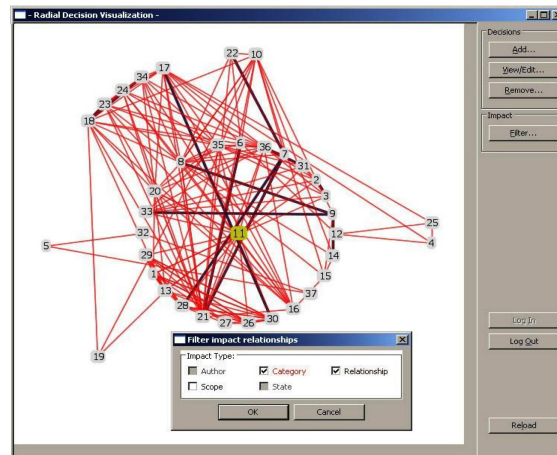 - Radial Decision Visualization -
Decisions
Add...
View/Edit...
Remove...
Impact
Filter...
Log In
Log Out
Reload
22
10
17
34
24
23
18
35
6
36
7
8
31
2
20
3
33
9
25
11
12
32
4
5
29
14
1
15
13
37
28
16
21
30
27
26
19
Filter impact relationships
Impact Type:
Author
Category
Relationship
Scope
State
OK
Cancel